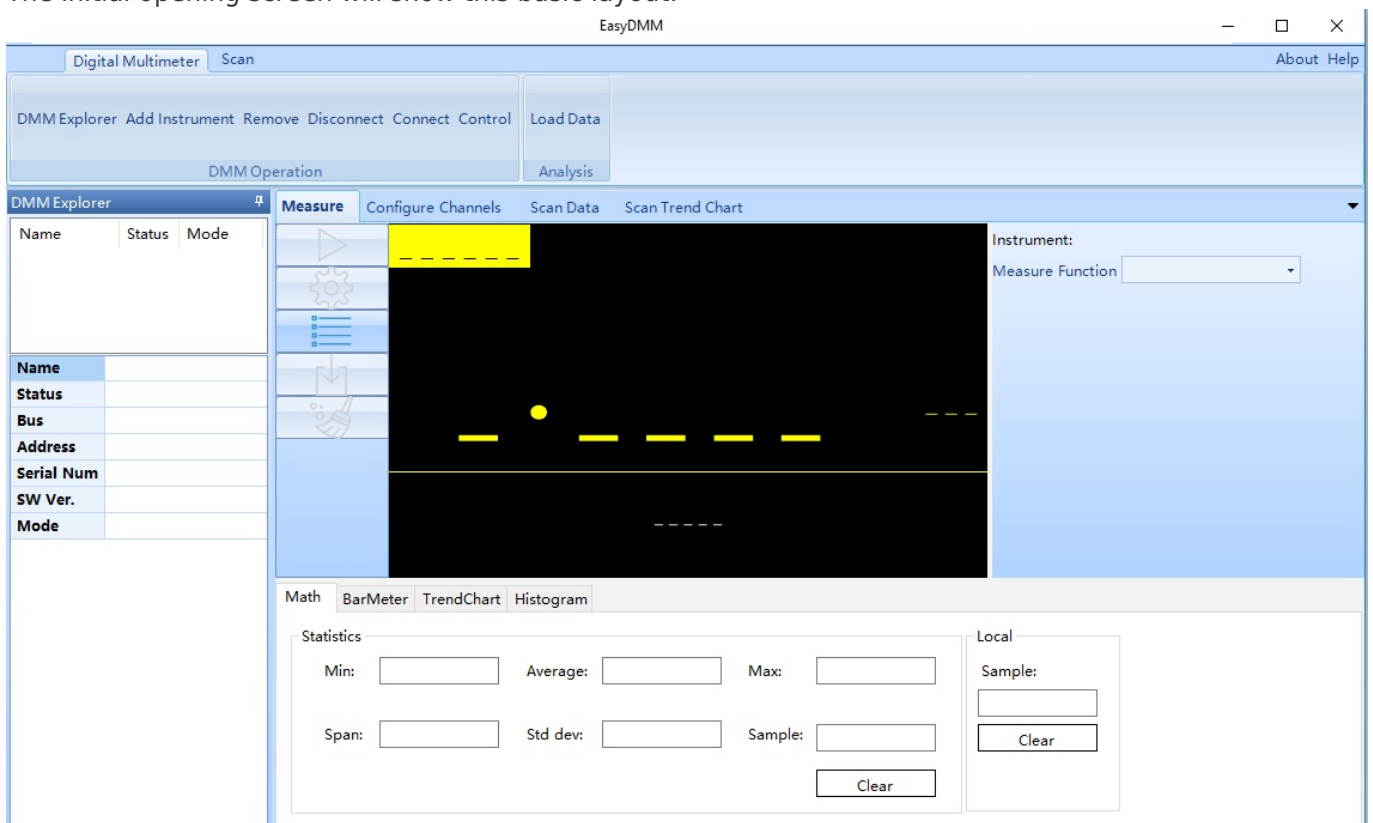 The initial opening screen will show this basic layout.
EasyDMM
Digital Multimeter Scan About Help
DMM Explorer Add Instrument Remove Disconnect Connect Control Load Data
DMM Operation Analysis
DMM Explorer
Name Status Mode
Name
Status
Bus
Address
Serial Num
SW Ver.
Mode
Measure Configure Channels Scan Data Scan Trend Chart
_ _ _ _ _ _
_ . _ _ _ _ _ _ _
_ _ _ _ _
Instrument:
Measure Function
Math BarMeter TrendChart Histogram
Statistics
Min: Average: Max:
Span: Std dev: Sample:
Clear
Local
Sample:
Clear